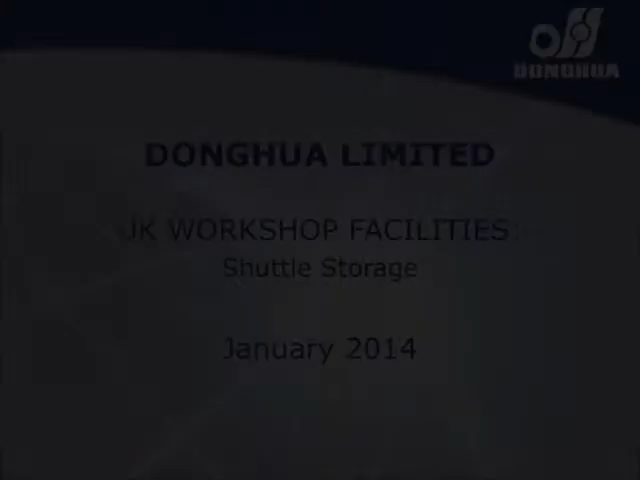 DONGHUA
DONGHUA LIMITED
UK WORKSHOP FACILITIES
Shuttle Storage
January 2014